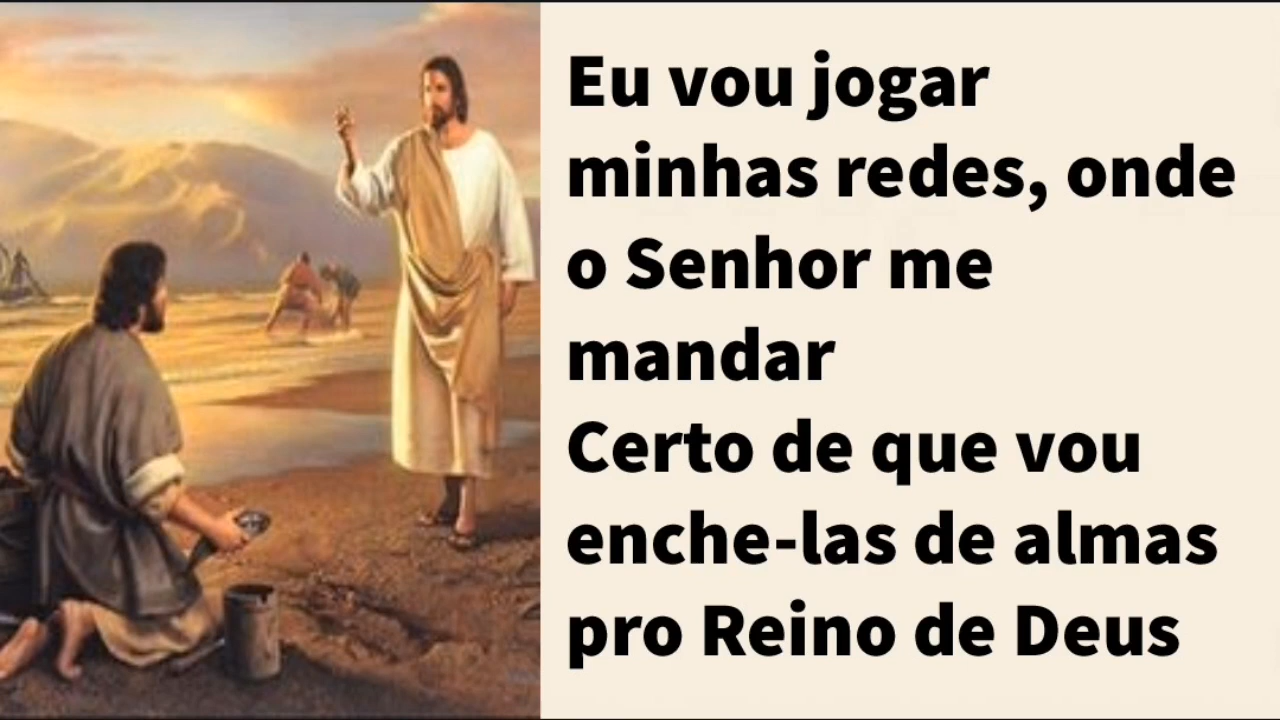 Eu vou jogar
minhas redes, onde
o Senhor me
mandar
Certo de que vou
enche-las de almas
pro Reino de Deus